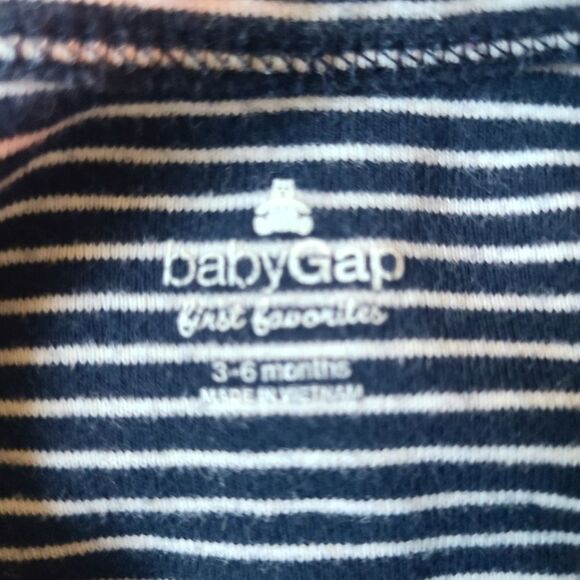 babyGap
first favorites
3-6 months
MADE IN VIETNAM